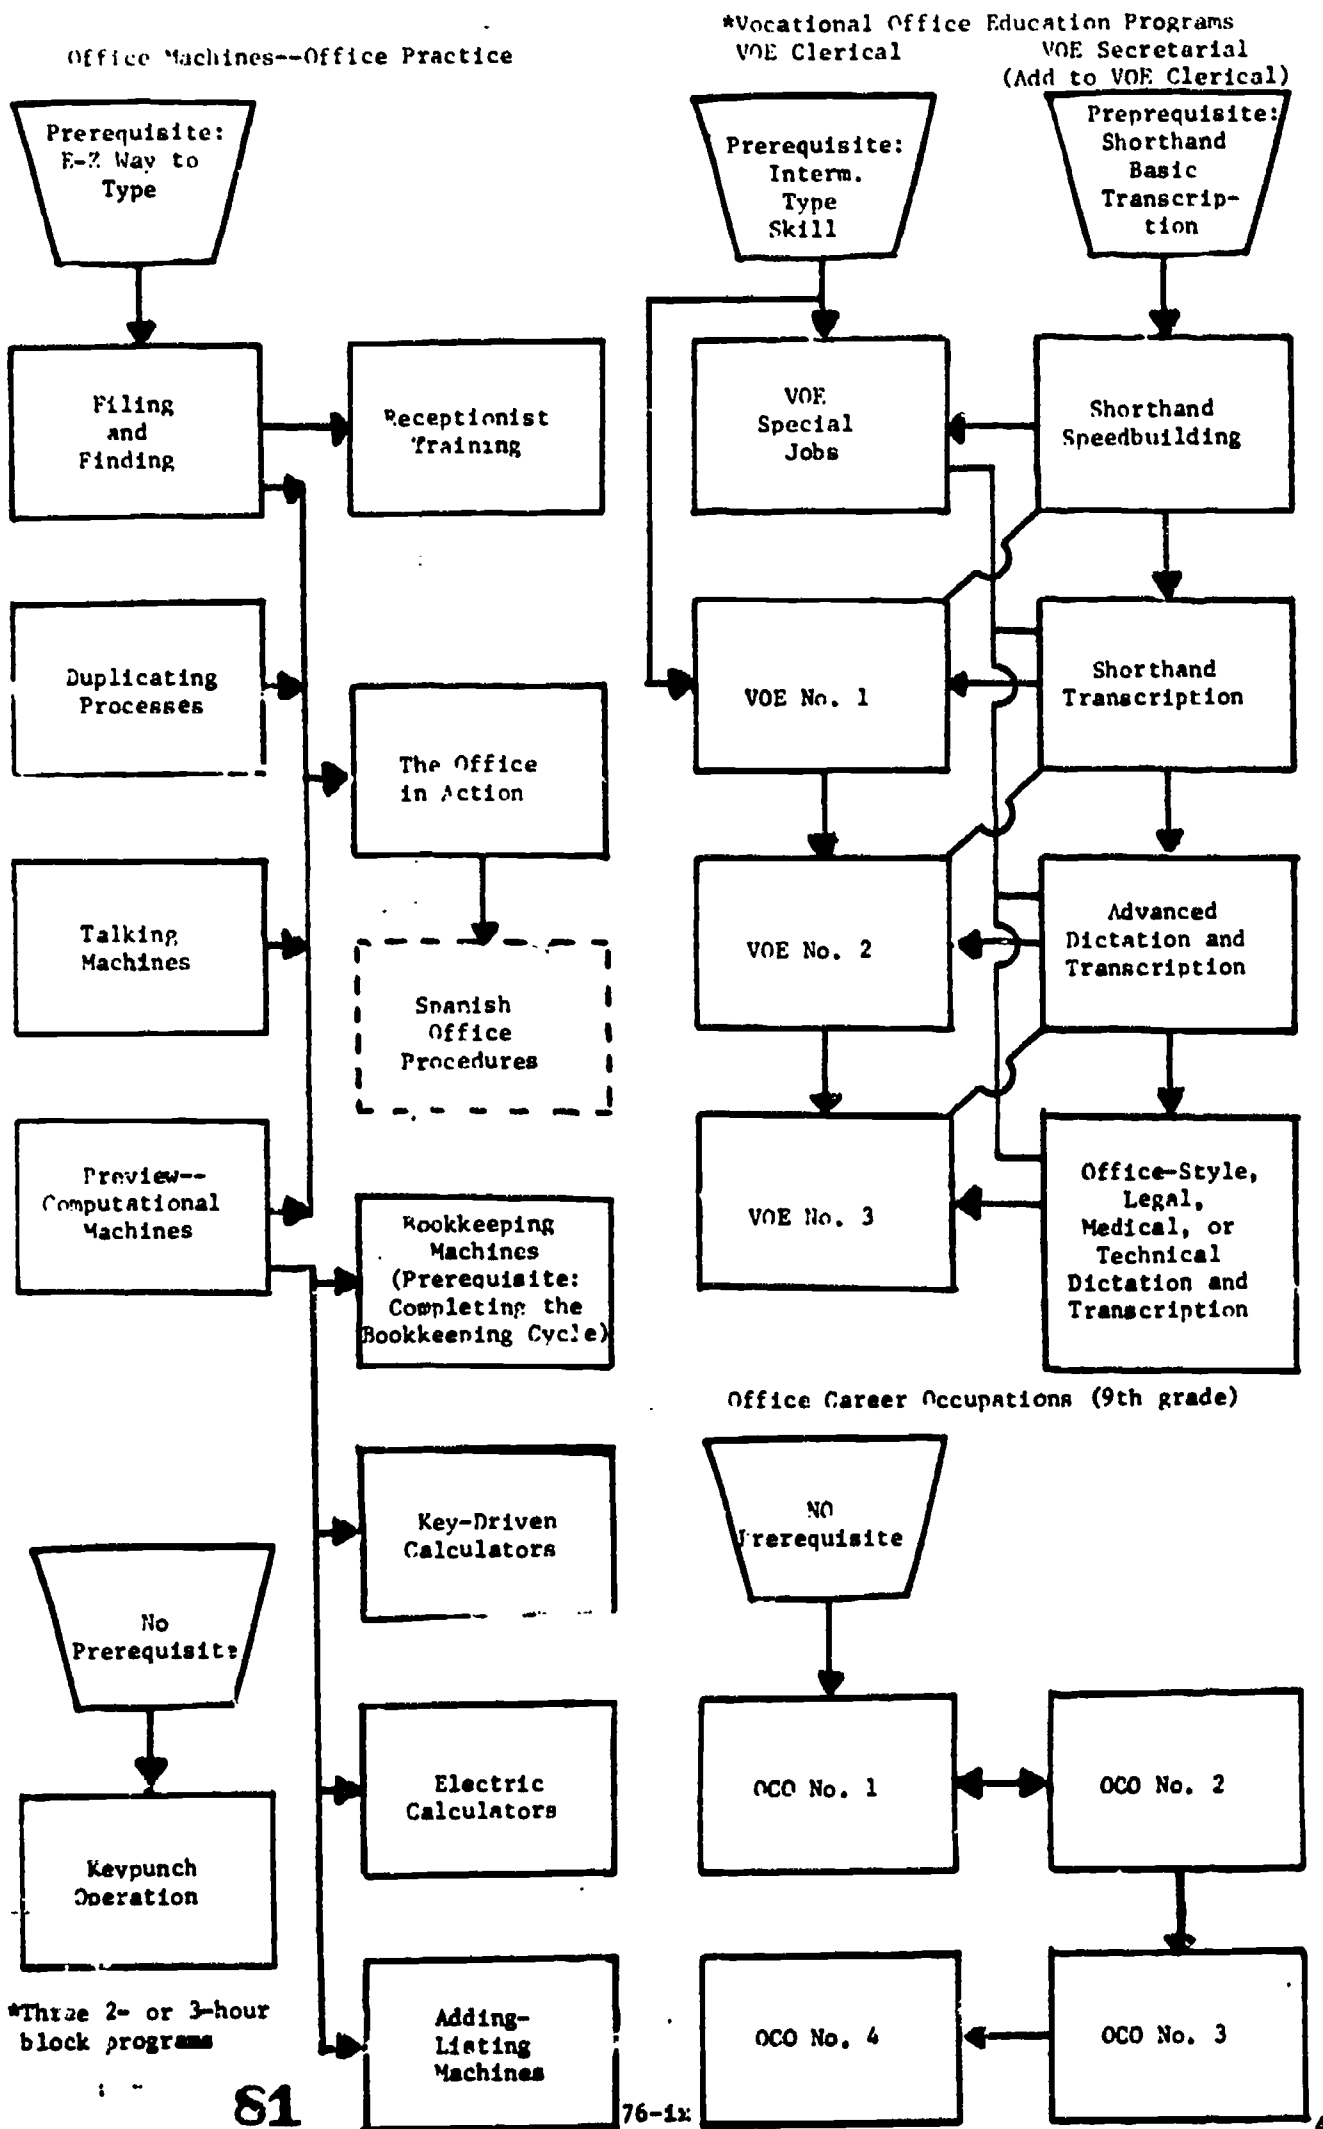 Office Machines--Office Practice
*Vocational Office Education Programs
VOE Clerical
VOE Secretarial
(Add to VOE Clerical)
Prerequisite:
E-Z Way to
Type
Prerequisite:
Interm.
Type
Skill
Preprequisite:
Shorthand
Basic
Transcrip-
tion
Filing
and
Finding
Receptionist
Training
VOE
Special
Jobs
Shorthand
Speedbuilding
Duplicating
Processes
The Office
in Action
VOE No. 1
Shorthand
Transcription
Talking
Machines
Spanish
Office
Procedures
VOE No. 2
Advanced
Dictation and
Transcription
Preview--
Computational
Machines
Bookkeeping
Machines
(Prerequisite:
Completing the
Bookkeeping Cycle)
VOE No. 3
Office-Style,
Legal,
Medical, or
Technical
Dictation and
Transcription
Office Career Occupations (9th grade)
Key-Driven
Calculators
NO
Prerequisite
No
Prerequisite
Electric
Calculators
OCO No. 1
OCO No. 2
Keypunch
Operation
Adding-
Listing
Machines
OCO No. 4
OCO No. 3
*Three 2- or 3-hour
block programs
81
76-ix